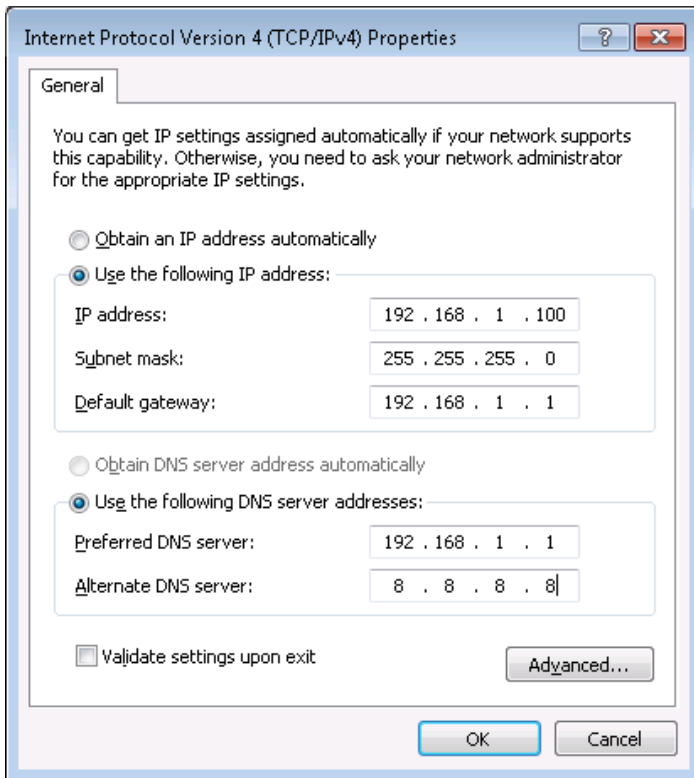 Internet Protocol Version 4 (TCP/IPv4) Properties
General
You can get IP settings assigned automatically if your network supports
this capability. Otherwise, you need to ask your network administrator
for the appropriate IP settings.
Obtain an IP address automatically
Use the following IP address:
IP address: 192 . 168 . 1 . 100
Subnet mask: 255 . 255 . 255 . 0
Default gateway: 192 . 168 . 1 . 1
Obtain DNS server address automatically
Use the following DNS server addresses:
Preferred DNS server: 192 . 168 . 1 . 1
Alternate DNS server: 8 . 8 . 8 . 8
Validate settings upon exit
Advanced...
OK Cancel